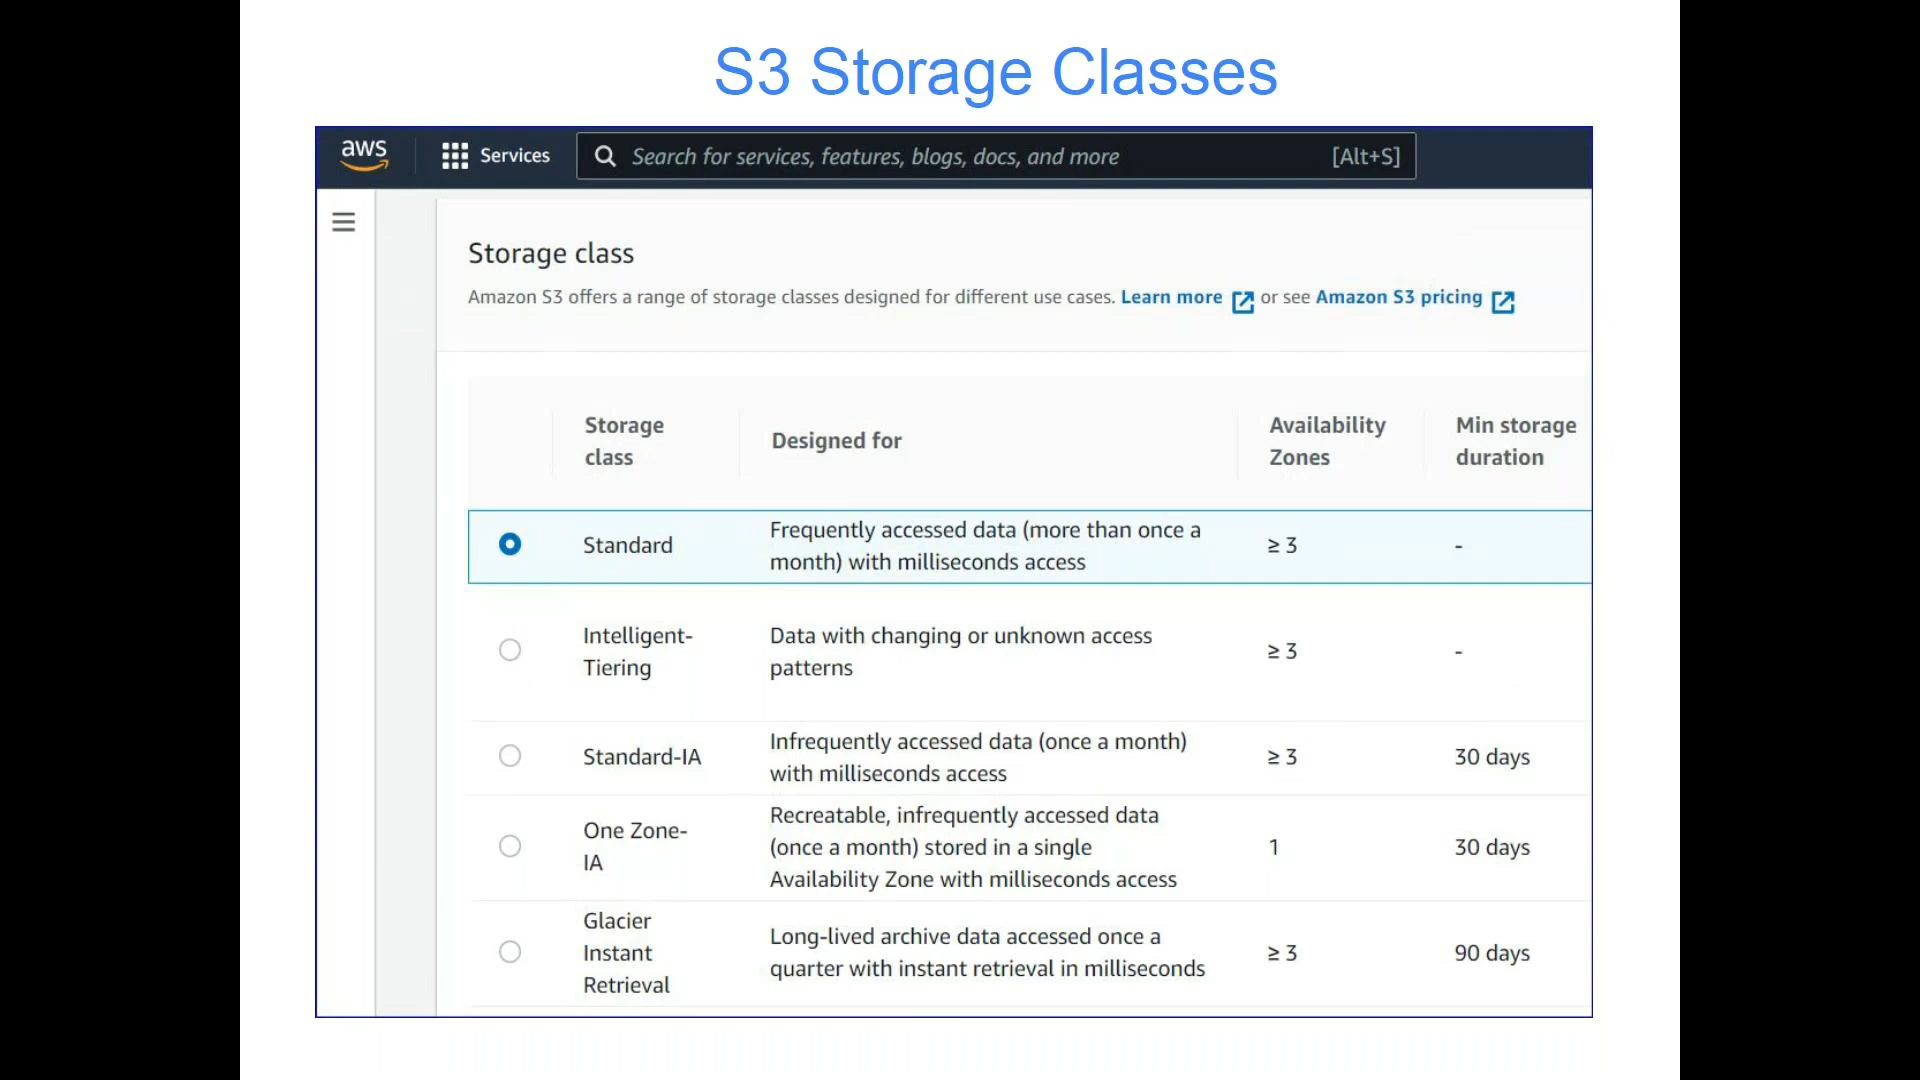 S3 Storage Classes
aws
Services
Search for services, features, blogs, docs, and more
[Alt+S]
Storage class
Amazon S3 offers a range of storage classes designed for different use cases. Learn more or see Amazon S3 pricing
Storage
class
Designed for
Availability
Zones
Min storage
duration
Standard
Frequently accessed data (more than once a
month) with milliseconds access
≥ 3
-
Intelligent-
Tiering
Data with changing or unknown access
patterns
≥ 3
-
Standard-IA
Infrequently accessed data (once a month)
with milliseconds access
≥ 3
30 days
One Zone-
IA
Recreatable, infrequently accessed data
(once a month) stored in a single
Availability Zone with milliseconds access
1
30 days
Glacier
Instant
Retrieval
Long-lived archive data accessed once a
quarter with instant retrieval in milliseconds
≥ 3
90 days